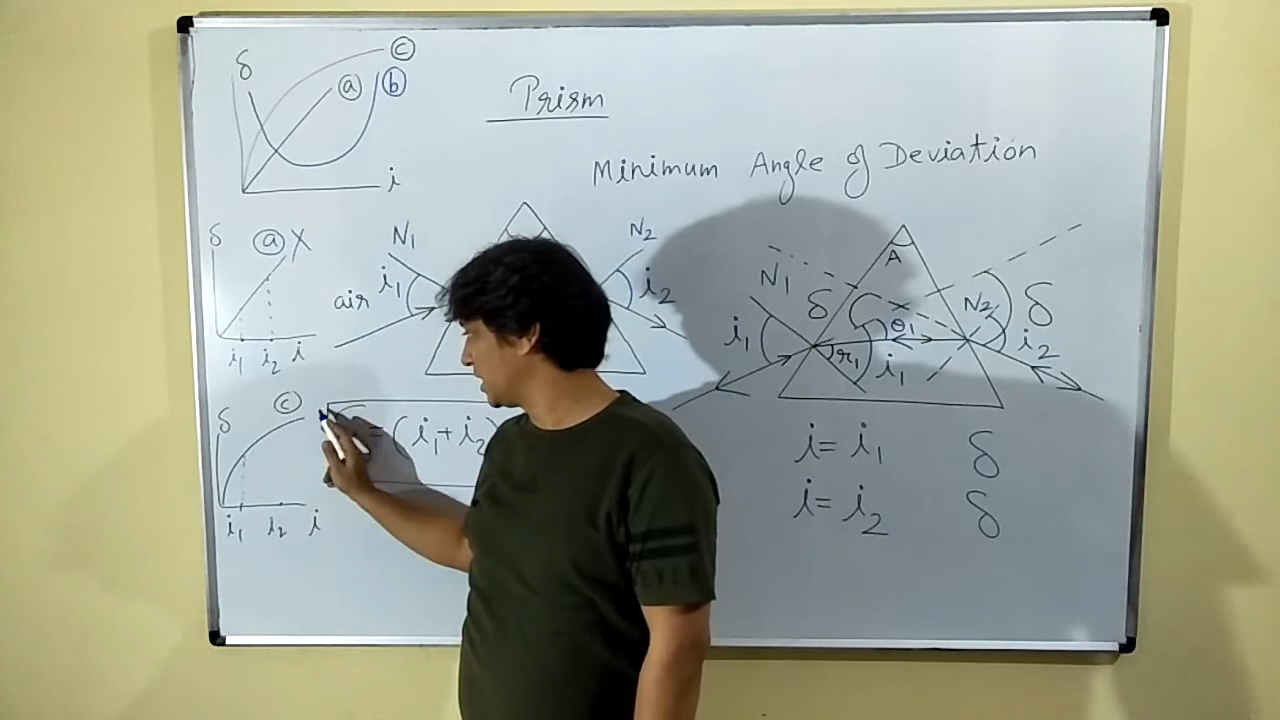 Prism
Minimum Angle of Deviation
δ
ⓒ
ⓐ
ⓑ
i
δ
ⓐ X
i₁ i₂ i
δ
ⓒ
i₁ i₂ i
N₁
N₂
air
i₁
i₂
= (i₁+i₂)
A
N₁
δ
N₂
δ
i₁
θ₁
r₁
i₁
i₂
i = i₁ δ
i = i₂ δ